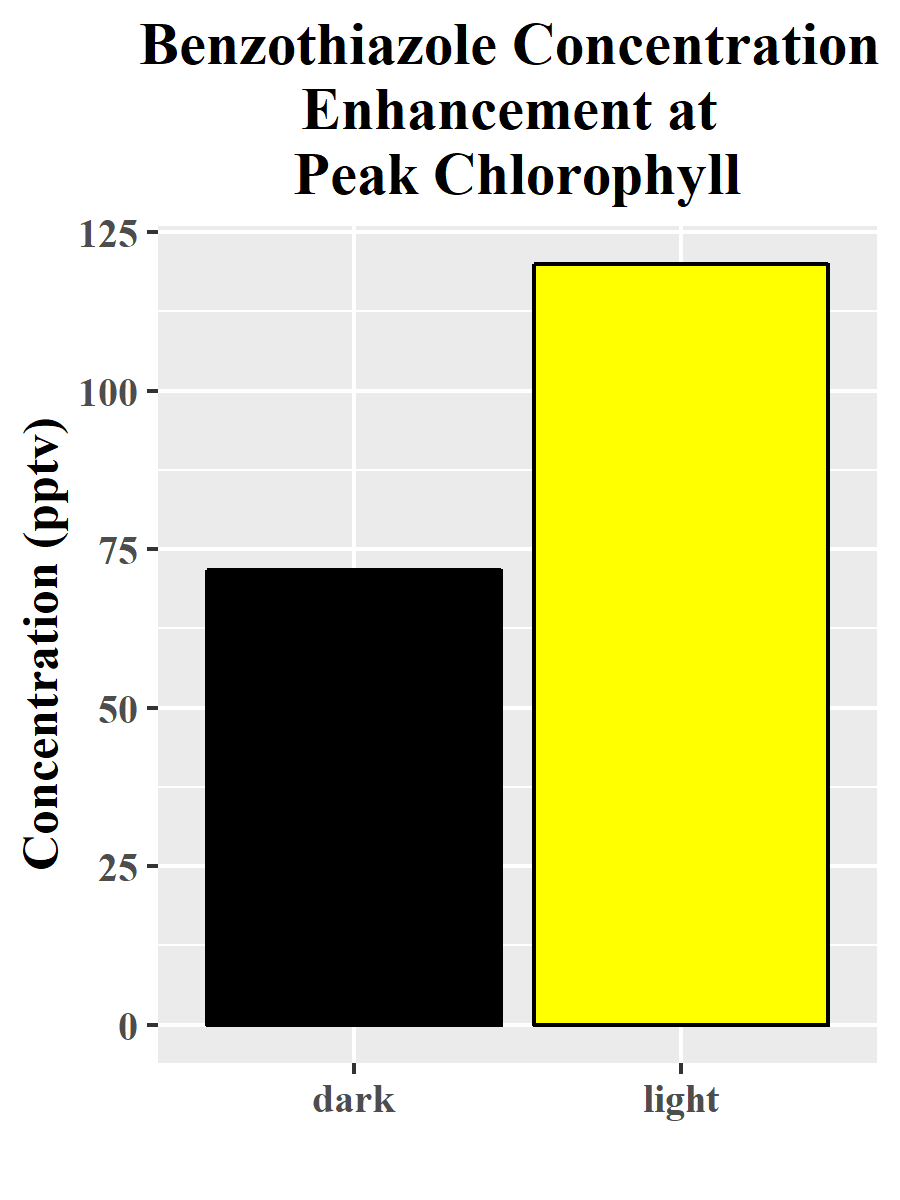 Benzothiazole Concentration
Enhancement at
Peak Chlorophyll
125
100
75
50
25
0
Concentration (pptv)
dark
light